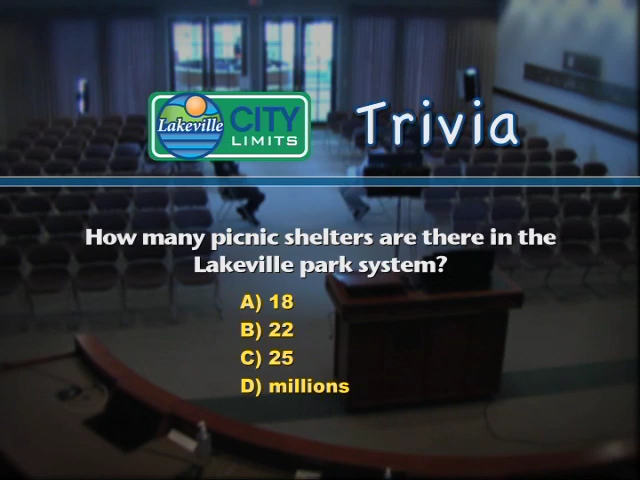 Lakeville CITY LIMITS Trivia
How many picnic shelters are there in the
Lakeville park system?
A) 18
B) 22
C) 25
D) millions